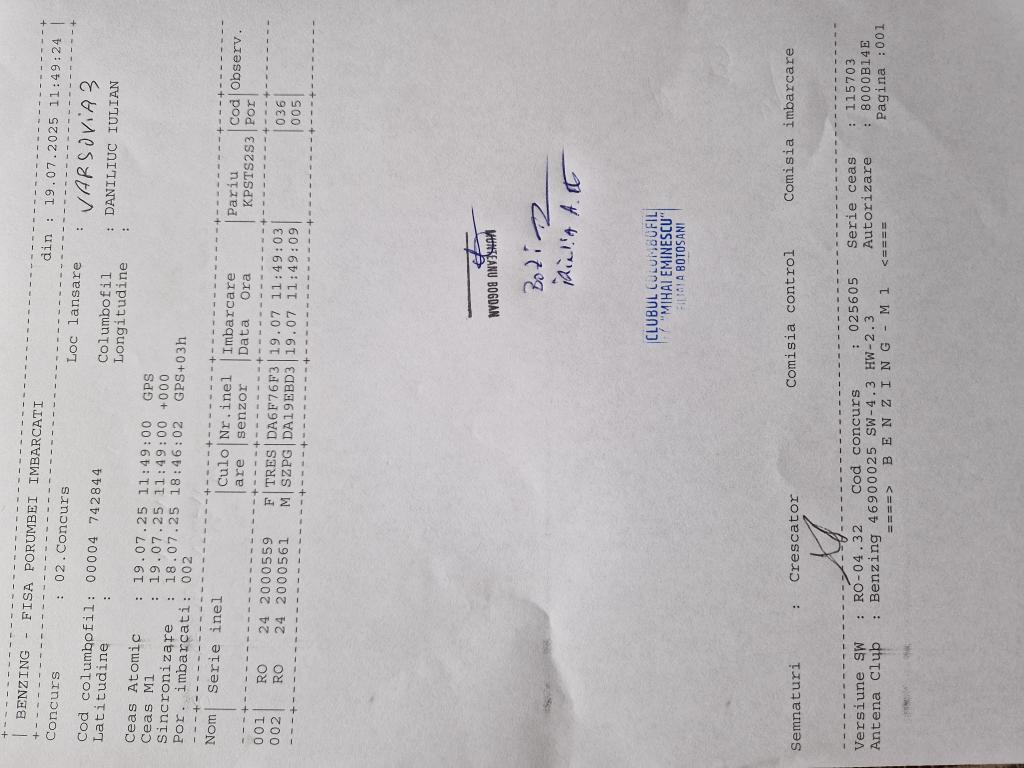 BENZING - FISA PORUMBEI IMBARCATI din : 19.07.2025 11:49:24
Concurs : 02.Concurs Loc lansare : VARSOVIA 3
Cod columbofil: 00004 742844 Columbofil : DANILIUC IULIAN
Latitudine : Longitudine :
Ceas Atomic : 19.07.25 11:49:00 GPS
Ceas M1 : 19.07.25 11:49:00 +000
Sincronizare : 18.07.25 18:46:02 GPS+03h
Por. imbarcati: 002
Nom| serie inel |Culo|Nr.inel |Imbarcare |Pariu |Cod|Observ.
|are |senzor |Data Ora |KPSTS2S3|Por
001| RO 24 2000559 F|TRES|DA6F76F3|19.07 11:49:03| |036
002| RO 24 2000561 M|SZPG|DA19EBD3|19.07 11:49:09| |005
MUNSEANU BOGDAN
CLUBUL COLUMBOFIL
"MIHAI EMINESCU"
FILIALA BOTOSANI
Semnaturi : Crescator Comisia control Comisia imbarcare
Versiune SW : RO-04.32 Cod concurs : 025605 Serie ceas : 115703
Antena Club : Benzing 46900025 SW-4.3 HW-2.3 Autorizare : 8000B14E
====> B E N Z I N G - M 1 <==== Pagina :001